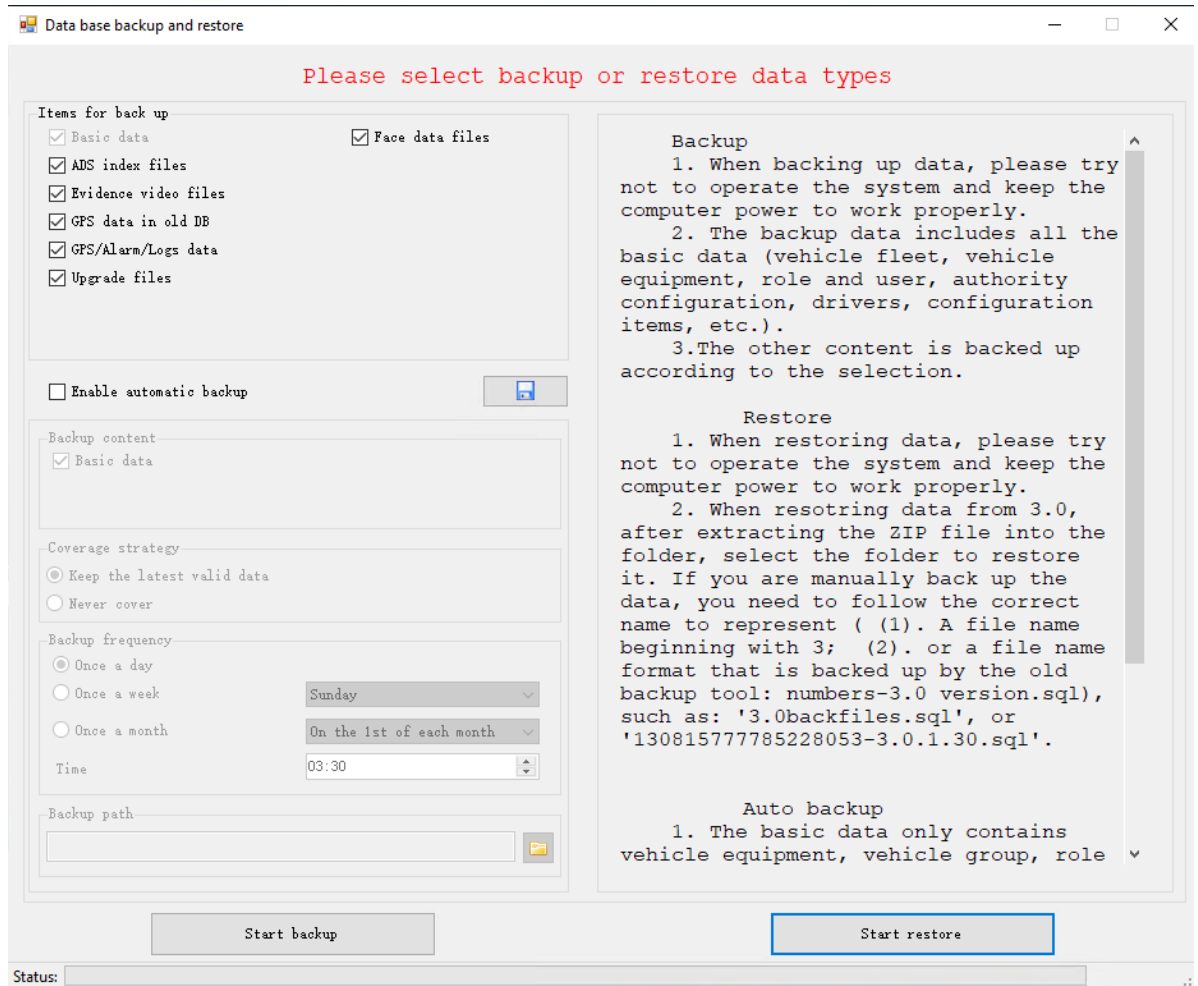 Data base backup and restore
Please select backup or restore data types
Items for back up
Basic data
Face data files
ADS index files
Evidence video files
GPS data in old DB
GPS/Alarm/Logs data
Upgrade files
Enable automatic backup
Backup content
Basic data
Coverage strategy
Keep the latest valid data
Never cover
Backup frequency
Once a day
Once a week
Sunday
Once a month
On the 1st of each month
Time
03:30
Backup path
Backup
1. When backing up data, please try
not to operate the system and keep the
computer power to work properly.
2. The backup data includes all the
basic data (vehicle fleet, vehicle
equipment, role and user, authority
configuration, drivers, configuration
items, etc.).
3.The other content is backed up
according to the selection.
Restore
1. When restoring data, please try
not to operate the system and keep the
computer power to work properly.
2. When resotring data from 3.0,
after extracting the ZIP file into the
folder, select the folder to restore
it. If you are manually back up the
data, you need to follow the correct
name to represent ( (1). A file name
beginning with 3;  (2). or a file name
format that is backed up by the old
backup tool: numbers-3.0 version.sql),
such as: '3.0backfiles.sql', or
'130815777785228053-3.0.1.30.sql'.
Auto backup
1. The basic data only contains
vehicle equipment, vehicle group, role
Start backup
Start restore
Status: